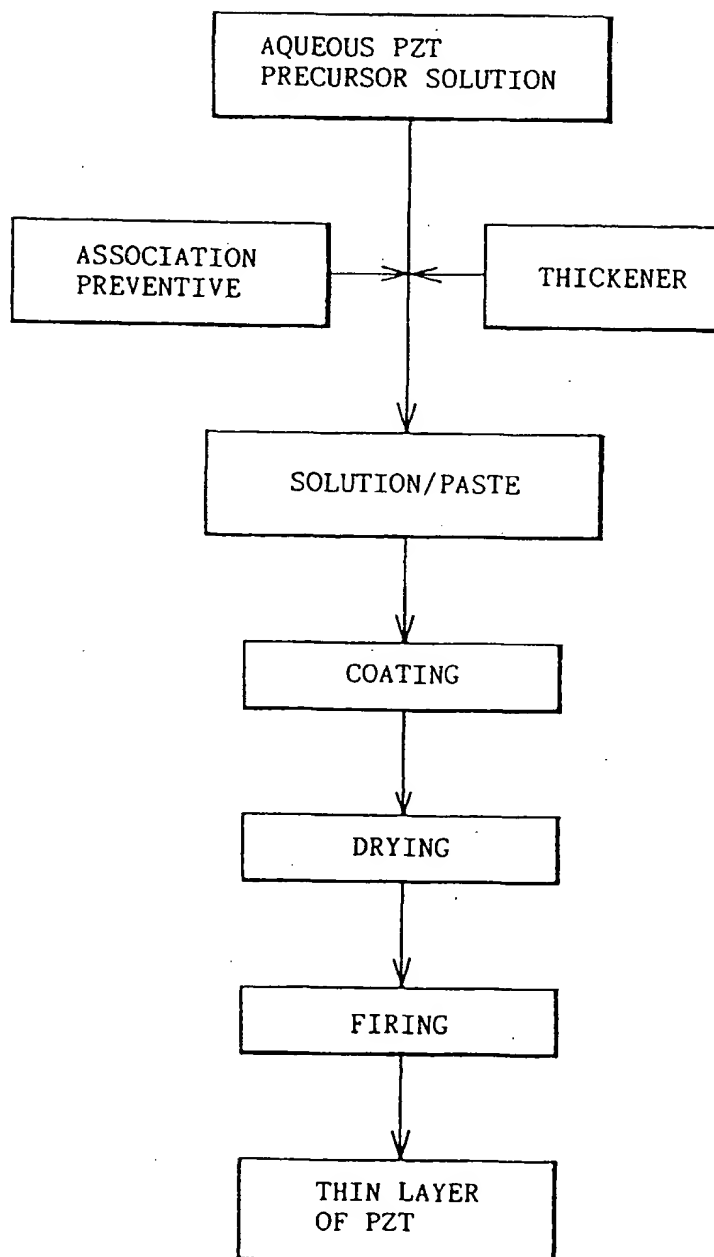 AQUEOUS PZT
PRECURSOR SOLUTION
ASSOCIATION
PREVENTIVE
THICKENER
SOLUTION/PASTE
COATING
DRYING
FIRING
THIN LAYER
OF PZT